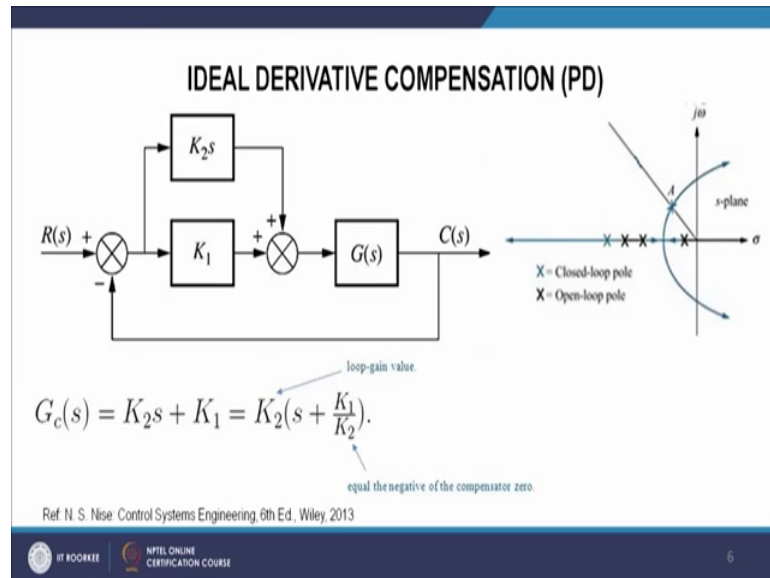 IDEAL DERIVATIVE COMPENSATION (PD)
K₂s
R(s) + − K₁ + + G(s) C(s)
jω
A
s-plane
σ
X = Closed-loop pole
X = Open-loop pole
loop-gain value.
G_c(s) = K₂s + K₁ = K₂(s + K₁/K₂).
equal the negative of the compensator zero.
Ref: N. S. Nise: Control Systems Engineering, 6th Ed., Wiley, 2013
IIT ROORKEE
NPTEL ONLINE
CERTIFICATION COURSE
6